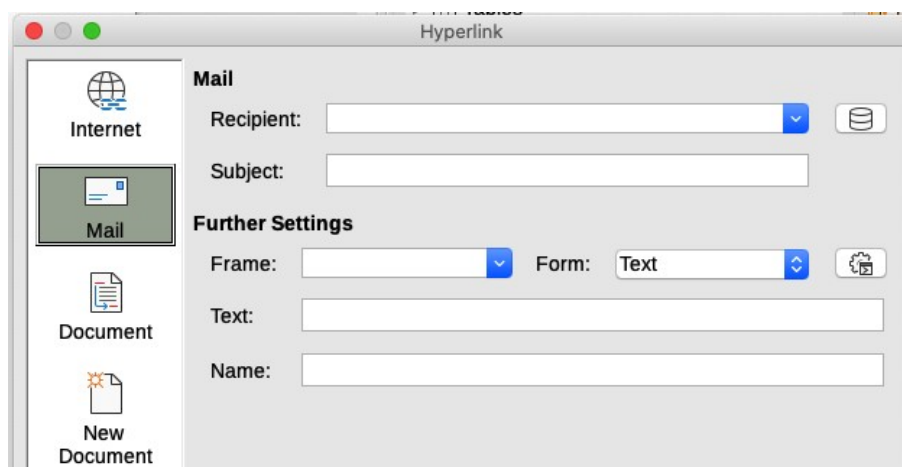 Hyperlink
Internet
Mail
Document
New
Document
Mail
Recipient:
Subject:
Further Settings
Frame:
Form: Text
Text:
Name: